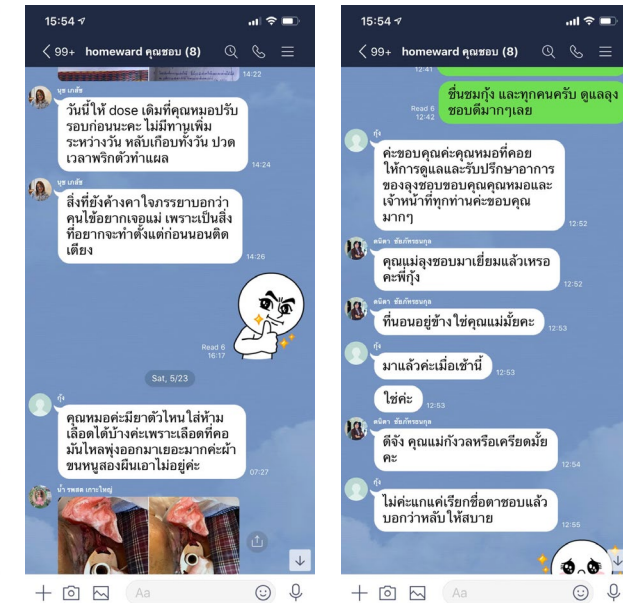 15:54
99+ homeward คุณชอบ (8)
14:22
นุช เกลัช
วันนี้ให้ dose เดิมที่คุณหมอปรับ
รอบก่อนนะคะ ไม่มีทานเพิ่ม
ระหว่างวัน หลับเกือบทั้งวัน ปวด
เวลาพริกตัวทำแผล
14:24
นุช เกลัช
สิ่งที่ยังค้างคาใจภรรยาบอกว่า
คนไข้อยากเจอแม่ เพราะเป็นสิ่ง
ที่อยากจะทำตั้งแต่ก่อนนอนติด
เตียง
14:26
Read 6
16:17
Sat, 5/23
กุ้ง
คุณหมอค่ะมียาตัวไหนใส่ห้าม
เลือดได้บ้างค่ะเพราะเลือดที่คอ
มันไหลพุ่งออกมาเยอะมากค่ะผ้า
ขนหนูสองผืนเอาไม่อยู่ค่ะ
07:27
น้ำ รพสต เกาะใหญ่
Aa
15:54
99+ homeward คุณชอบ (8)
12:41
ชื่นชมกุ้ง และทุกคนครับ ดูแลลุง
ชอบดีมากๆเลย
Read 6
12:42
กุ้ง
ค่ะขอบคุณค่ะคุณหมอที่คอย
ให้การดูแลและรับปรึกษาอาการ
ของลุงชอบขอบคุณคุณหมอและ
เจ้าหน้าที่ทุกท่านค่ะขอบคุณ
มากๆ
12:52
คุณแม่ลุงชอบมาเยี่ยมแล้วเหรอ
คะพี่กุ้ง
12:52
ที่นอนอยู่ข้าง ใช่คุณแม่มั้ยคะ
12:53
กุ้ง
มาแล้วค่ะเมื่อเช้านี้
12:53
ใช่ค่ะ
12:53
ดีจัง คุณแม่กังวลหรือเครียดมั้ย
คะ
12:54
กุ้ง
ไม่ค่ะแกแค่เรียกชื่อตาชอบแล้ว
บอกว่าหลับให้สบาย
12:55
Aa